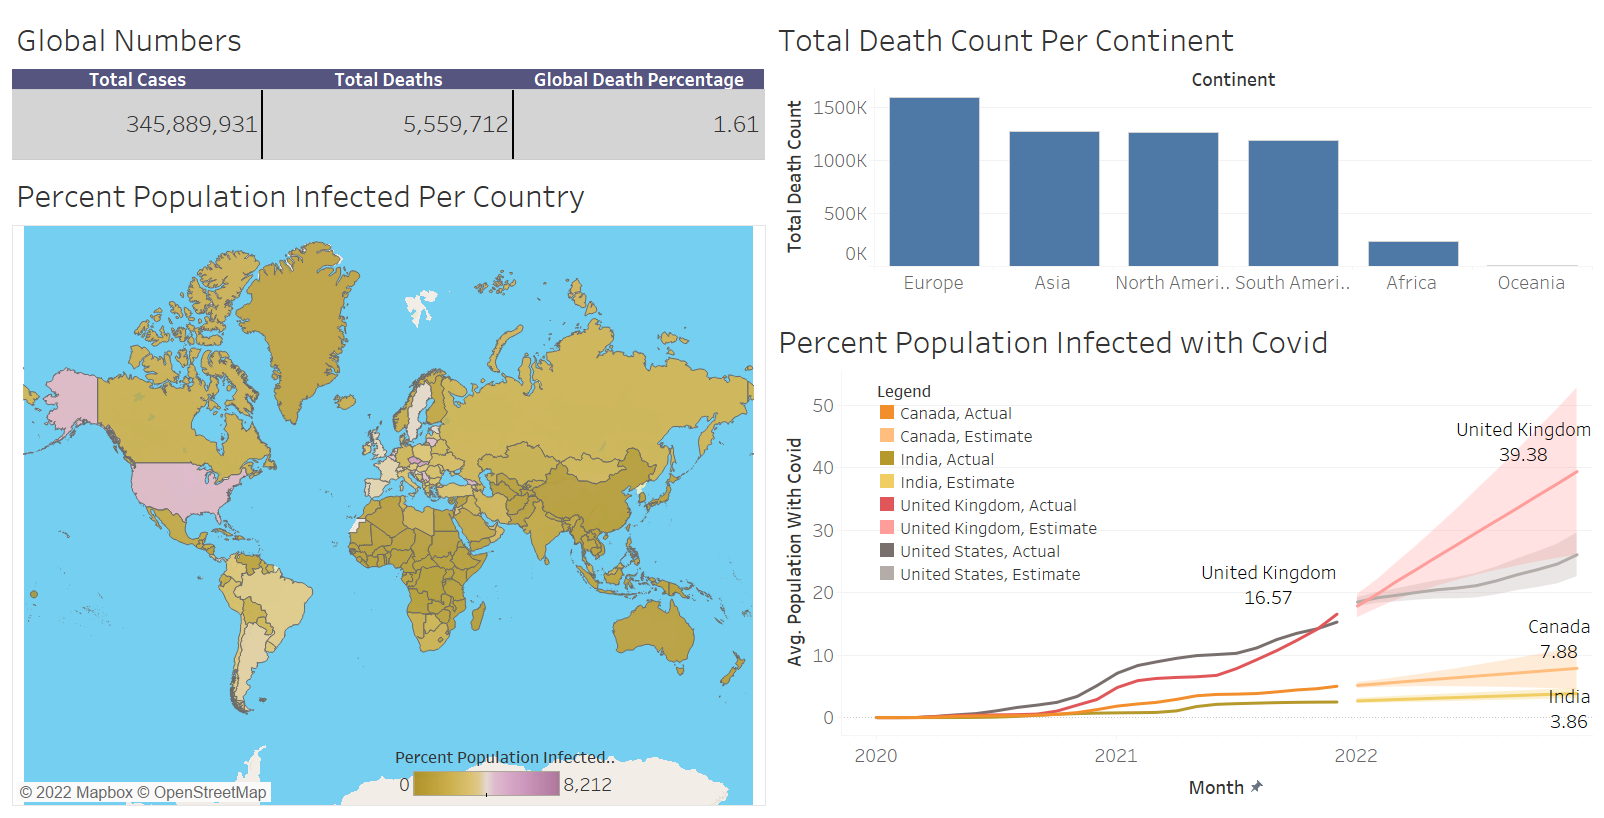 Global Numbers
Total Cases Total Deaths Global Death Percentage
345,889,931 5,559,712 1.61
Percent Population Infected Per Country
Percent Population Infected..
0 8,212
© 2022 Mapbox © OpenStreetMap
Total Death Count Per Continent
Continent
Total Death Count
1500K
1000K
500K
0K
Europe Asia North Ameri.. South Ameri.. Africa Oceania
Percent Population Infected with Covid
Avg. Population With Covid
50
40
30
20
10
0
Legend
Canada, Actual
Canada, Estimate
India, Actual
India, Estimate
United Kingdom, Actual
United Kingdom, Estimate
United States, Actual
United States, Estimate
United Kingdom
39.38
United Kingdom
16.57
Canada
7.88
India
3.86
2020 2021 2022
Month